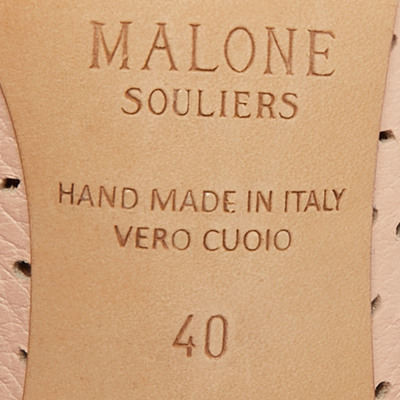 MALONE
SOULIERS
HAND MADE IN ITALY
VERO CUOIO
40